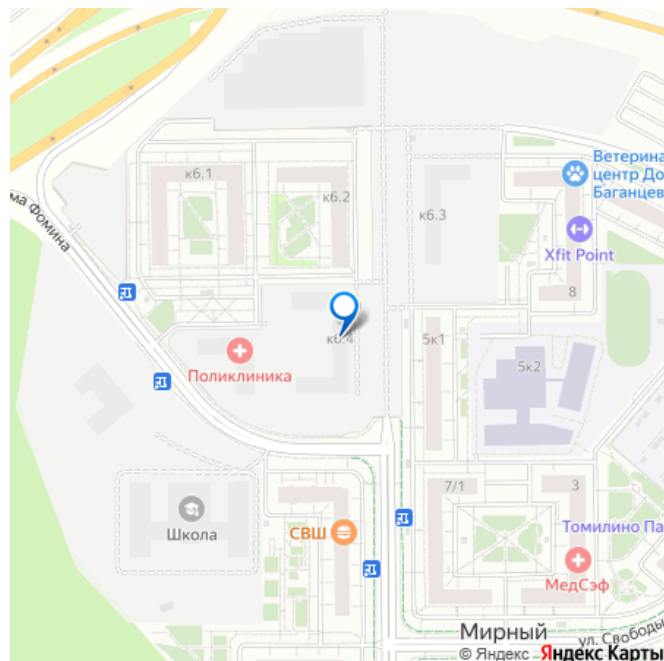 к6.1
к6.2
к6.3
Ветерина
центр До
Баганцев
ма Фомина
Xfit Point
8
к6.4
5к1
5к2
Поликлиника
7/1
3
Школа
СВШ
Томилино Па
МедСэф
Мирный
ул. Свободы
© Яндекс Яндекс Карты